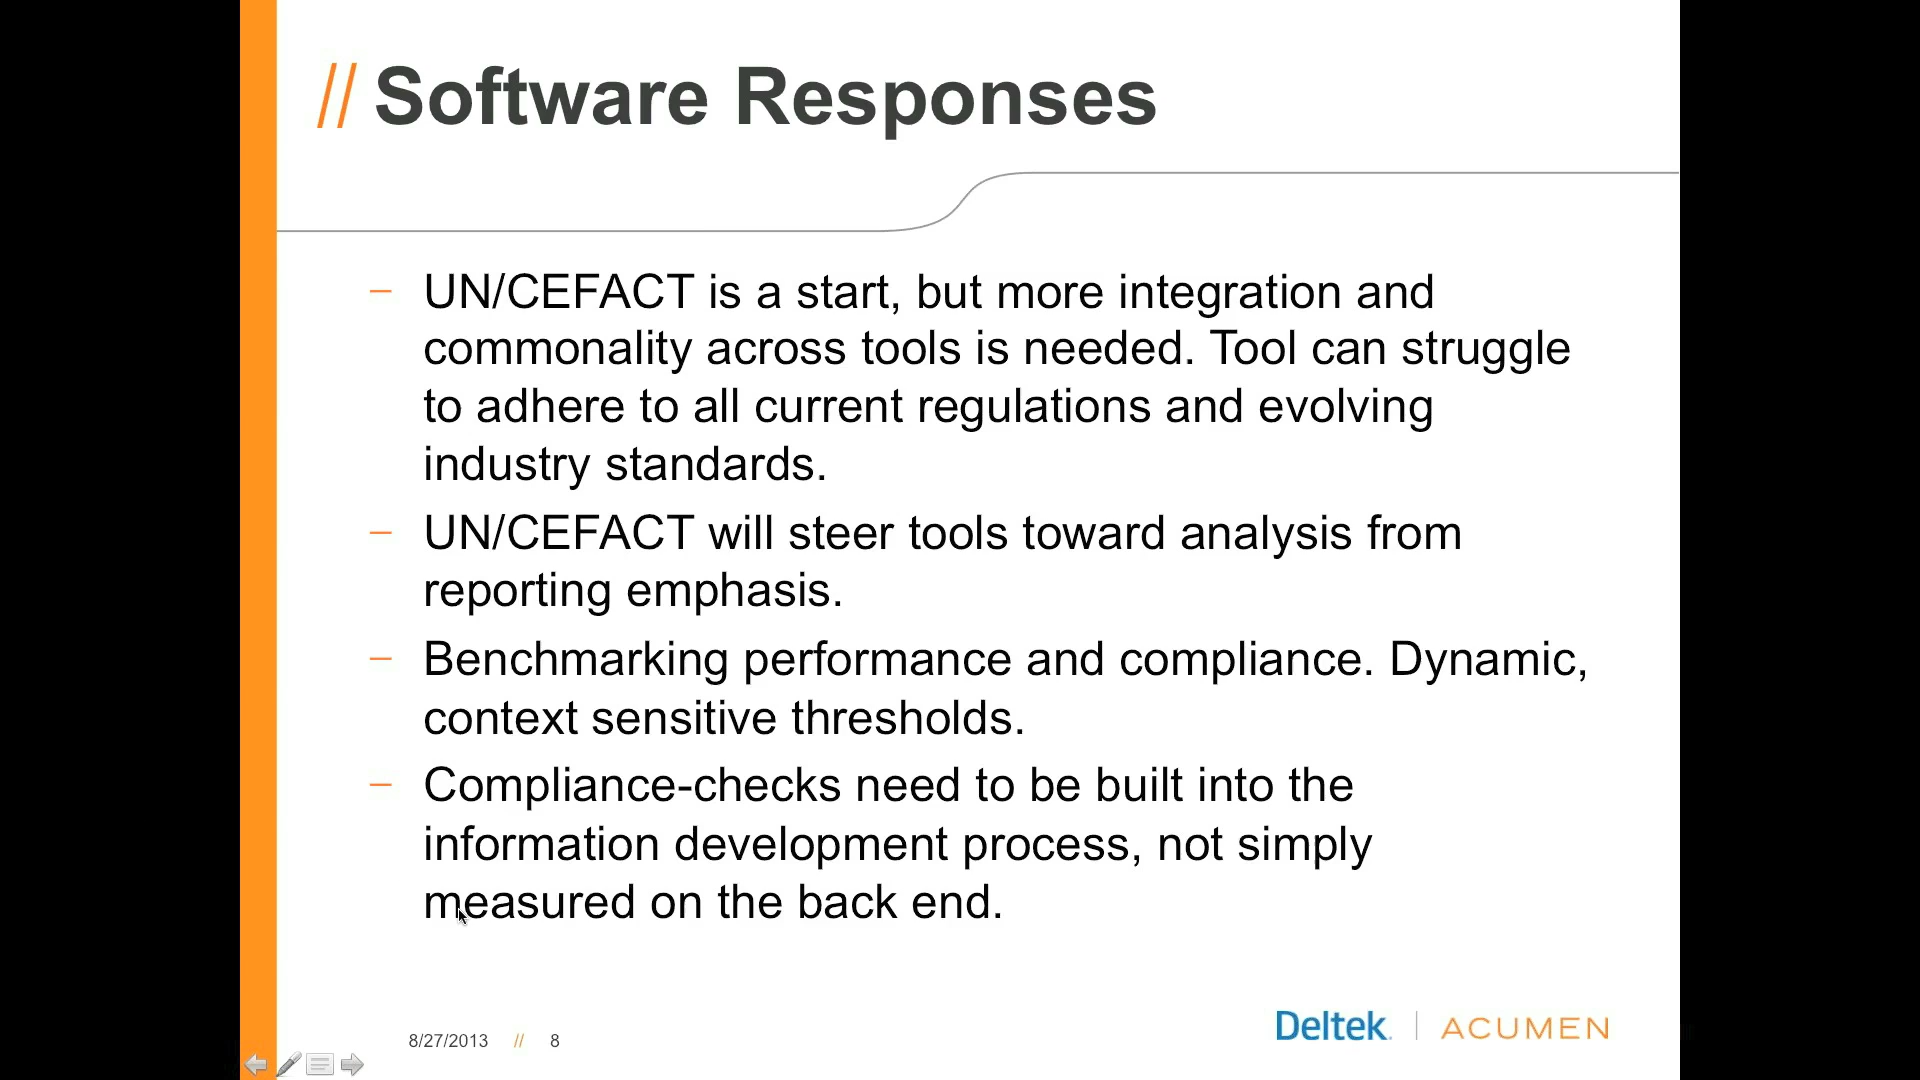 // Software Responses
– UN/CEFACT is a start, but more integration and
commonality across tools is needed. Tool can struggle
to adhere to all current regulations and evolving
industry standards.
– UN/CEFACT will steer tools toward analysis from
reporting emphasis.
– Benchmarking performance and compliance. Dynamic,
context sensitive thresholds.
– Compliance-checks need to be built into the
information development process, not simply
measured on the back end.
8/27/2013 // 8
Deltek. | ACUMEN